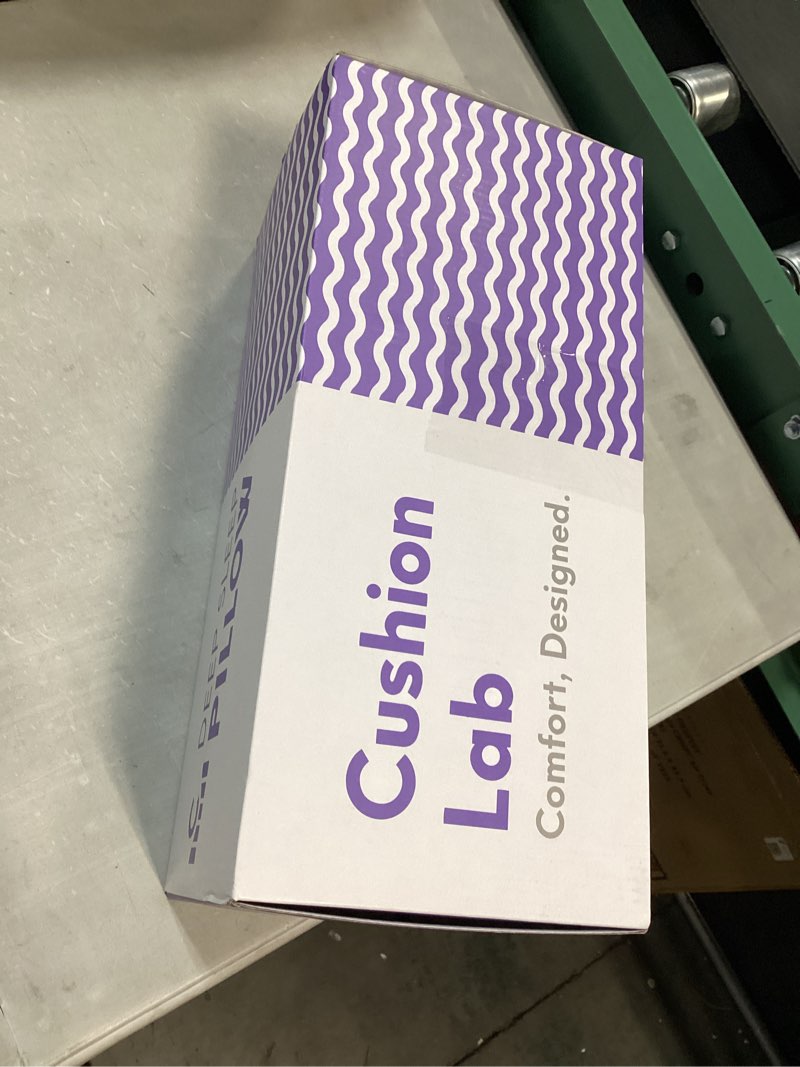 Cushion
Lab
Comfort, Designed.
DEEP SLEEP
PILLOW